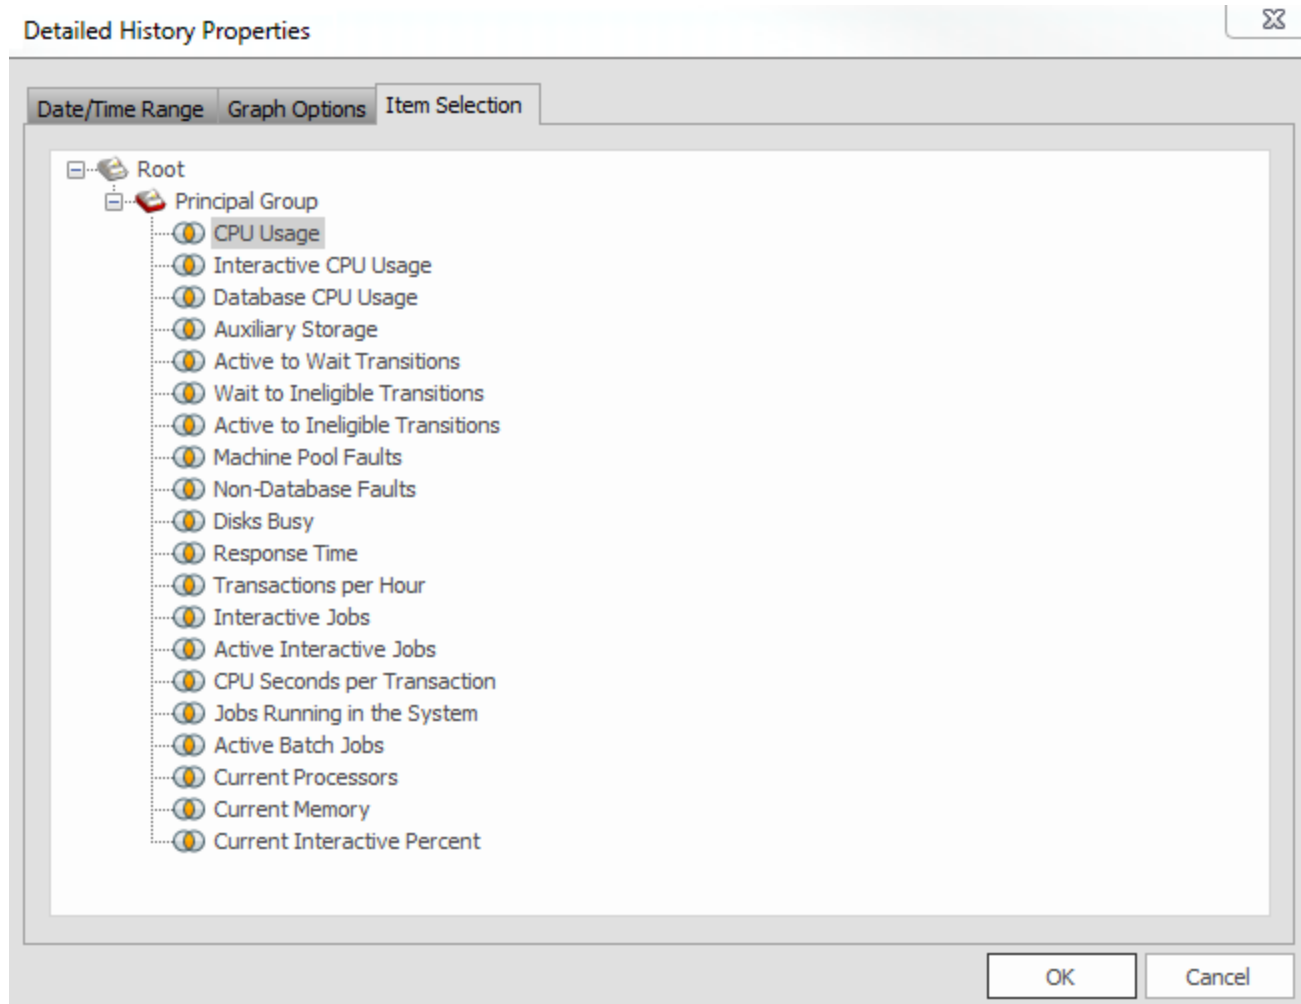 Detailed History Properties
Date/Time Range Graph Options Item Selection
Root
Principal Group
CPU Usage
Interactive CPU Usage
Database CPU Usage
Auxiliary Storage
Active to Wait Transitions
Wait to Ineligible Transitions
Active to Ineligible Transitions
Machine Pool Faults
Non-Database Faults
Disks Busy
Response Time
Transactions per Hour
Interactive Jobs
Active Interactive Jobs
CPU Seconds per Transaction
Jobs Running in the System
Active Batch Jobs
Current Processors
Current Memory
Current Interactive Percent
OK Cancel